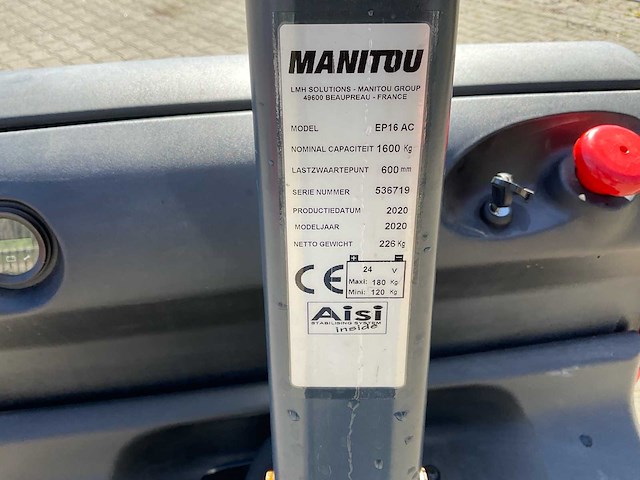 MANITOU
LMH SOLUTIONS - MANITOU GROUP
49600 BEAUPREAU - FRANCE
MODEL EP16 AC
NOMINAL CAPACITEIT 1600 Kg
LASTZWAARTEPUNT 600 mm
SERIE NUMMER 536719
PRODUCTIEDATUM 2020
MODELJAAR 2020
NETTO GEWICHT 226 Kg
+ -
24 V
CE Maxi: 180 Kg
Mini: 120 Kg
Aisi
STABILISING SYSTEM
inside